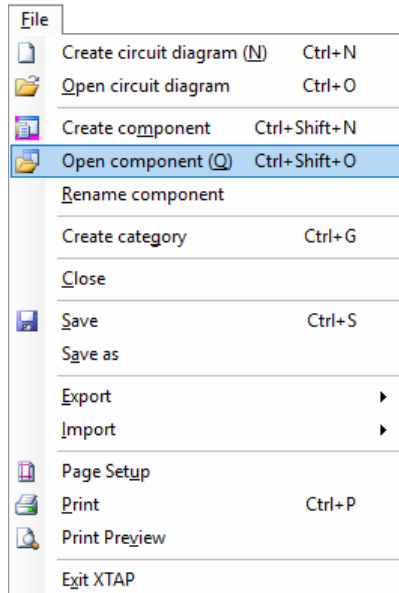 File
Create circuit diagram (N) Ctrl+N
Open circuit diagram Ctrl+O
Create component Ctrl+Shift+N
Open component (Q) Ctrl+Shift+O
Rename component
Create category Ctrl+G
Close
Save Ctrl+S
Save as
Export
Import
Page Setup
Print Ctrl+P
Print Preview
Exit XTAP